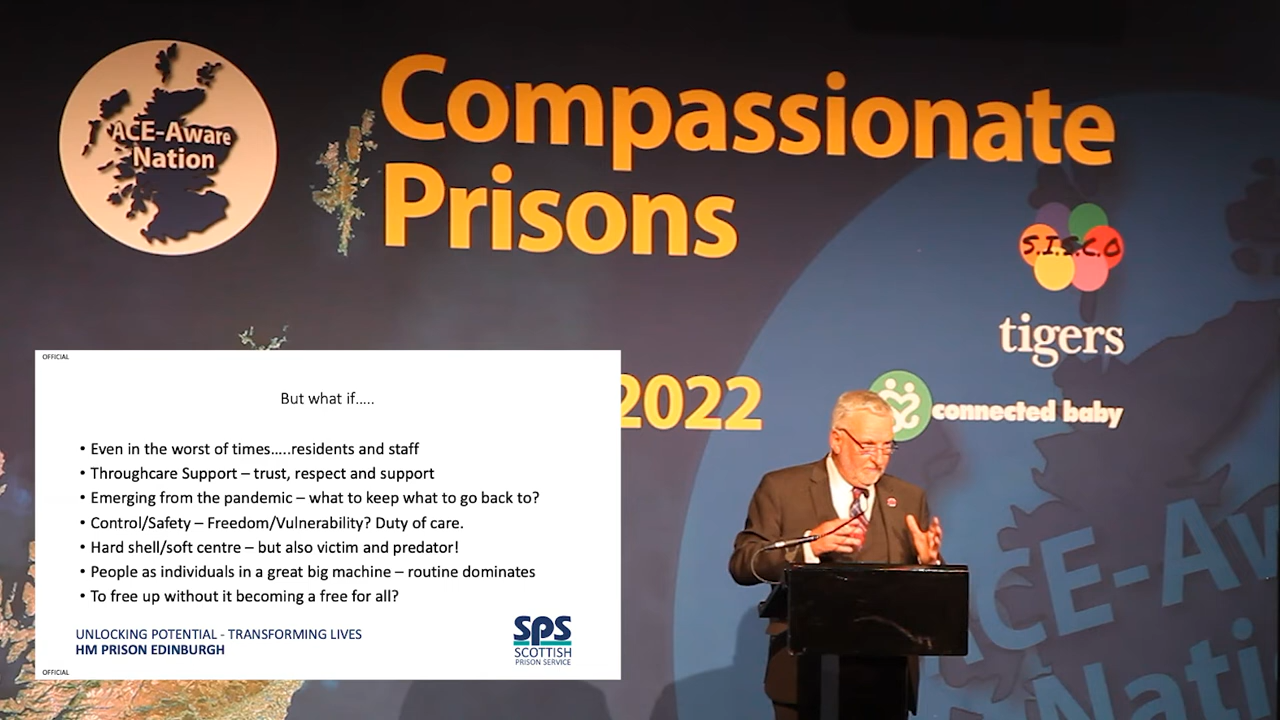 ACE-Aware
Nation
Compassionate
Prisons
S.I.S.C.O
tigers
connected baby
2022
OFFICIAL
But what if.....
• Even in the worst of times.....residents and staff
• Throughcare Support – trust, respect and support
• Emerging from the pandemic – what to keep what to go back to?
• Control/Safety – Freedom/Vulnerability? Duty of care.
• Hard shell/soft centre – but also victim and predator!
• People as individuals in a great big machine – routine dominates
• To free up without it becoming a free for all?
UNLOCKING POTENTIAL - TRANSFORMING LIVES
HM PRISON EDINBURGH
SPS
SCOTTISH
PRISON SERVICE
OFFICIAL
CE-Aw
Nati